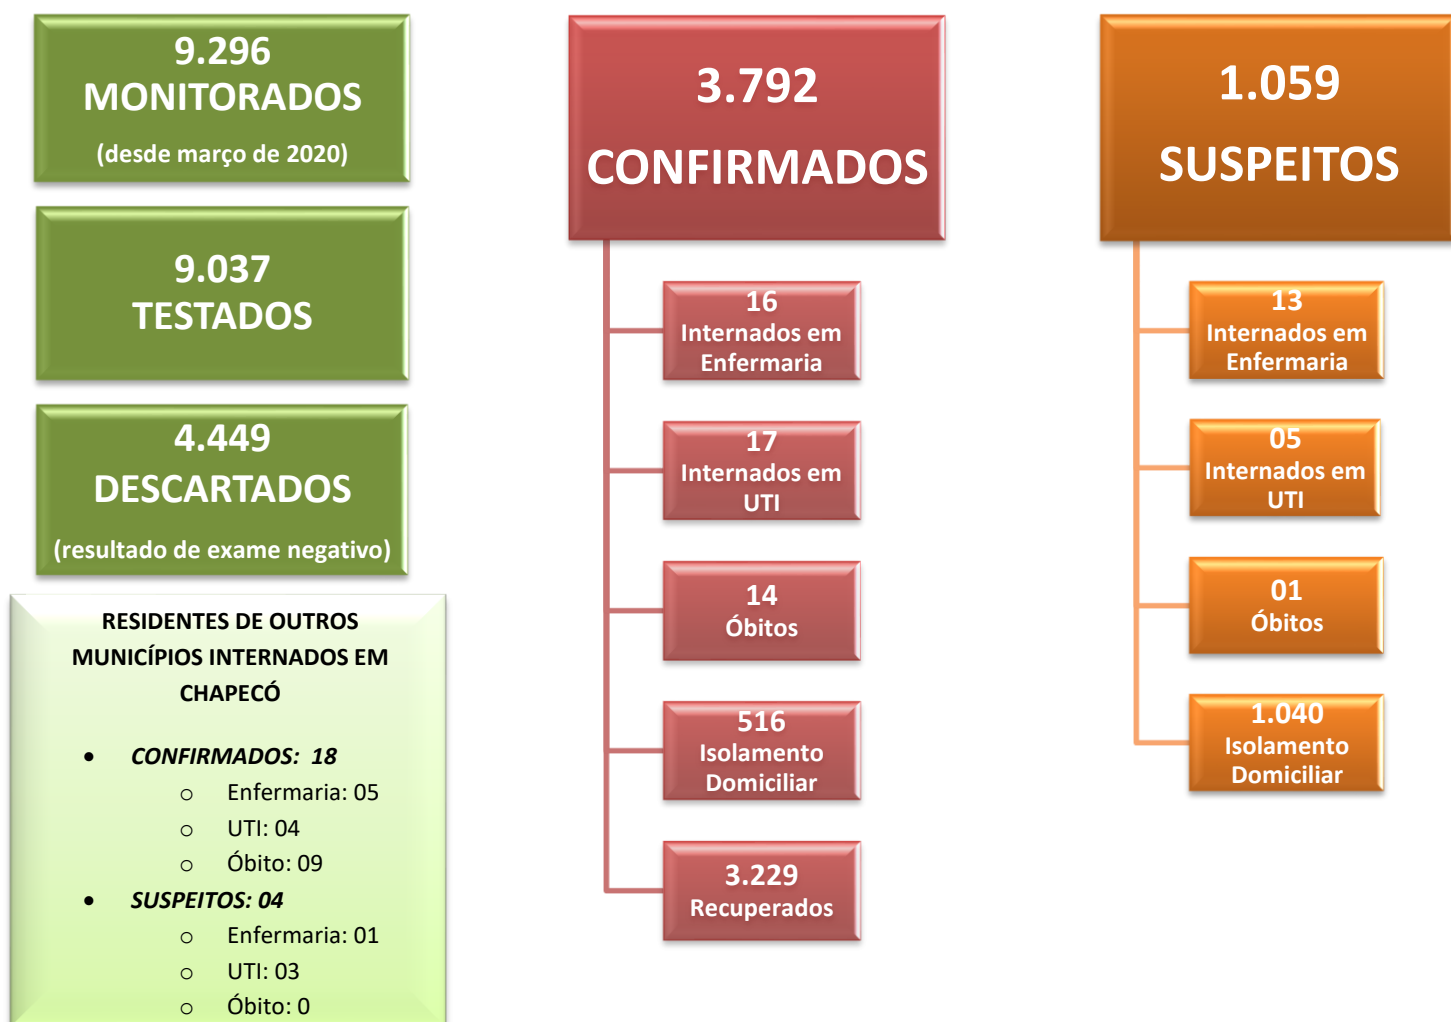 9.296
MONITORADOS
(desde março de 2020)
9.037
TESTADOS
4.449
DESCARTADOS
(resultado de exame negativo)
RESIDENTES DE OUTROS
MUNICÍPIOS INTERNADOS EM
CHAPECÓ
• CONFIRMADOS: 18
o Enfermaria: 05
o UTI: 04
o Óbito: 09
• SUSPEITOS: 04
o Enfermaria: 01
o UTI: 03
o Óbito: 0
3.792
CONFIRMADOS
16
Internados em
Enfermaria
17
Internados em
UTI
14
Óbitos
516
Isolamento
Domiciliar
3.229
Recuperados
1.059
SUSPEITOS
13
Internados em
Enfermaria
05
Internados em
UTI
01
Óbitos
1.040
Isolamento
Domiciliar